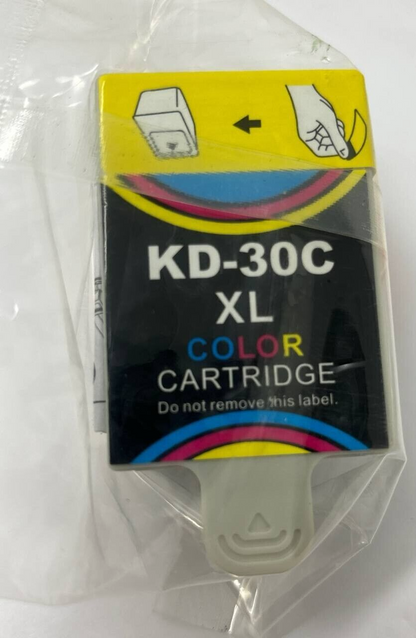 KD-30C
XL
COLOR
CARTRIDGE
Do not remove this label.